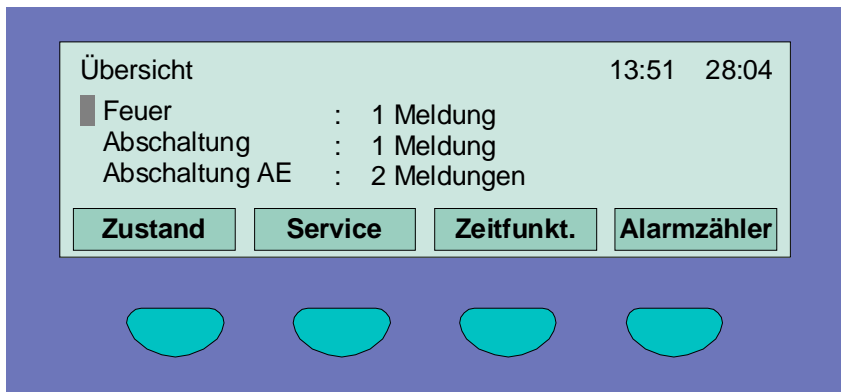 Übersicht 13:51 28:04
Feuer : 1 Meldung
Abschaltung : 1 Meldung
Abschaltung AE : 2 Meldungen
Zustand Service Zeitfunkt. Alarmzähler